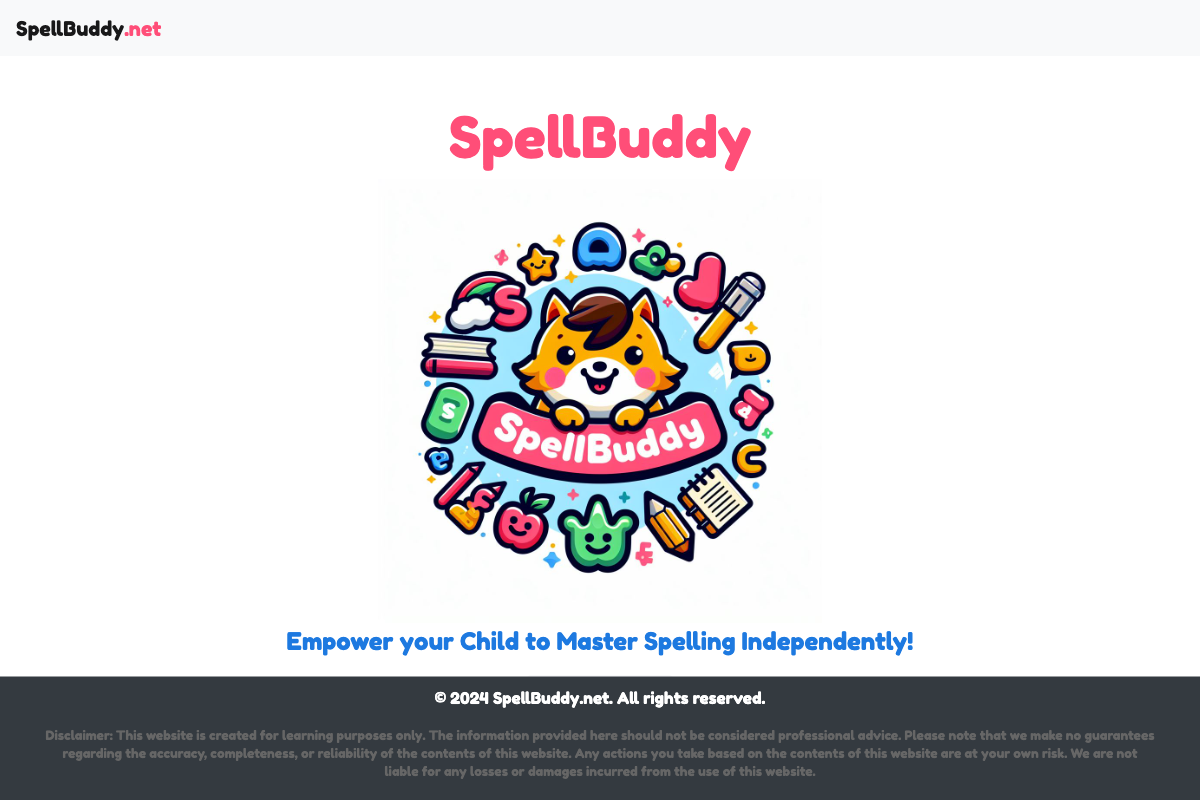 SpellBuddy.net
SpellBuddy
S
s
e
a
C
SpellBuddy
Empower your Child to Master Spelling Independently!
© 2024 SpellBuddy.net. All rights reserved.
Disclaimer: This website is created for learning purposes only. The information provided here should not be considered professional advice. Please note that we make no guarantees
regarding the accuracy, completeness, or reliability of the contents of this website. Any actions you take based on the contents of this website are at your own risk. We are not
liable for any losses or damages incurred from the use of this website.